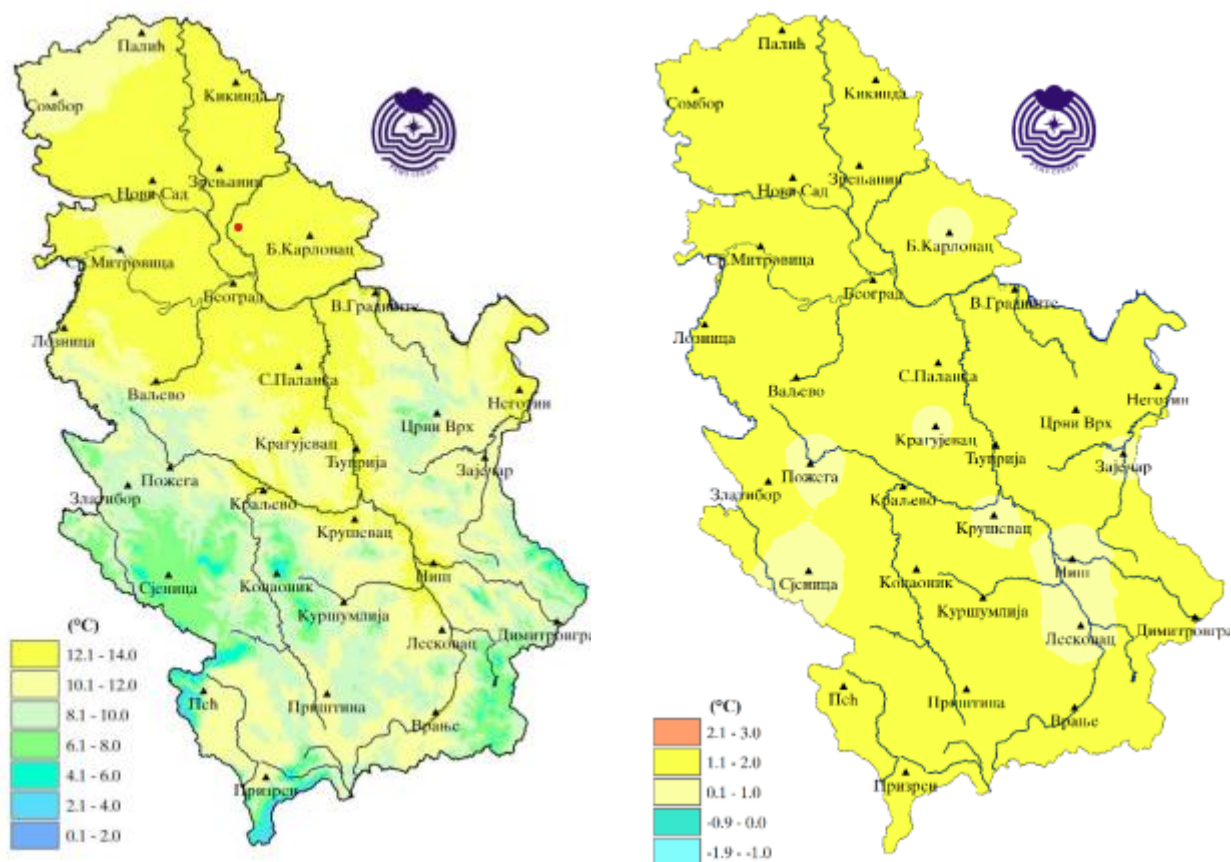 Палић
Кикинда
Сомбор
Зрењанин
Нови Сад
Б.Карловац
Ср.Митровица
Београд
В.Градиште
Лозница
Ваљево
С.Паланка
Неготин
Црни Врх
Крагујевац
Ћуприја
Зајечар
Пожега
Златибор
Краљево
Крушевац
Ниш
Сјеница
Копаоник
Куршумлија
Димитровгра
Лесковац
Пећ
Приштина
Врање
Призрен
(°C)
12.1 - 14.0
10.1 - 12.0
8.1 - 10.0
6.1 - 8.0
4.1 - 6.0
2.1 - 4.0
0.1 - 2.0
Палић
Кикинда
Сомбор
Зрењанин
Нови Сад
Б.Карловац
Ср.Митровица
Београд
В.Градиште
Лозница
Ваљево
С.Паланка
Неготин
Црни Врх
Крагујевац
Ћуприја
Зајечар
Пожега
Златибор
Краљево
Крушевац
Ниш
Сјеница
Копаоник
Куршумлија
Димитровград
Лесковац
Пећ
Приштина
Врање
Призрен
(°C)
2.1 - 3.0
1.1 - 2.0
0.1 - 1.0
-0.9 - 0.0
-1.9 - -1.0